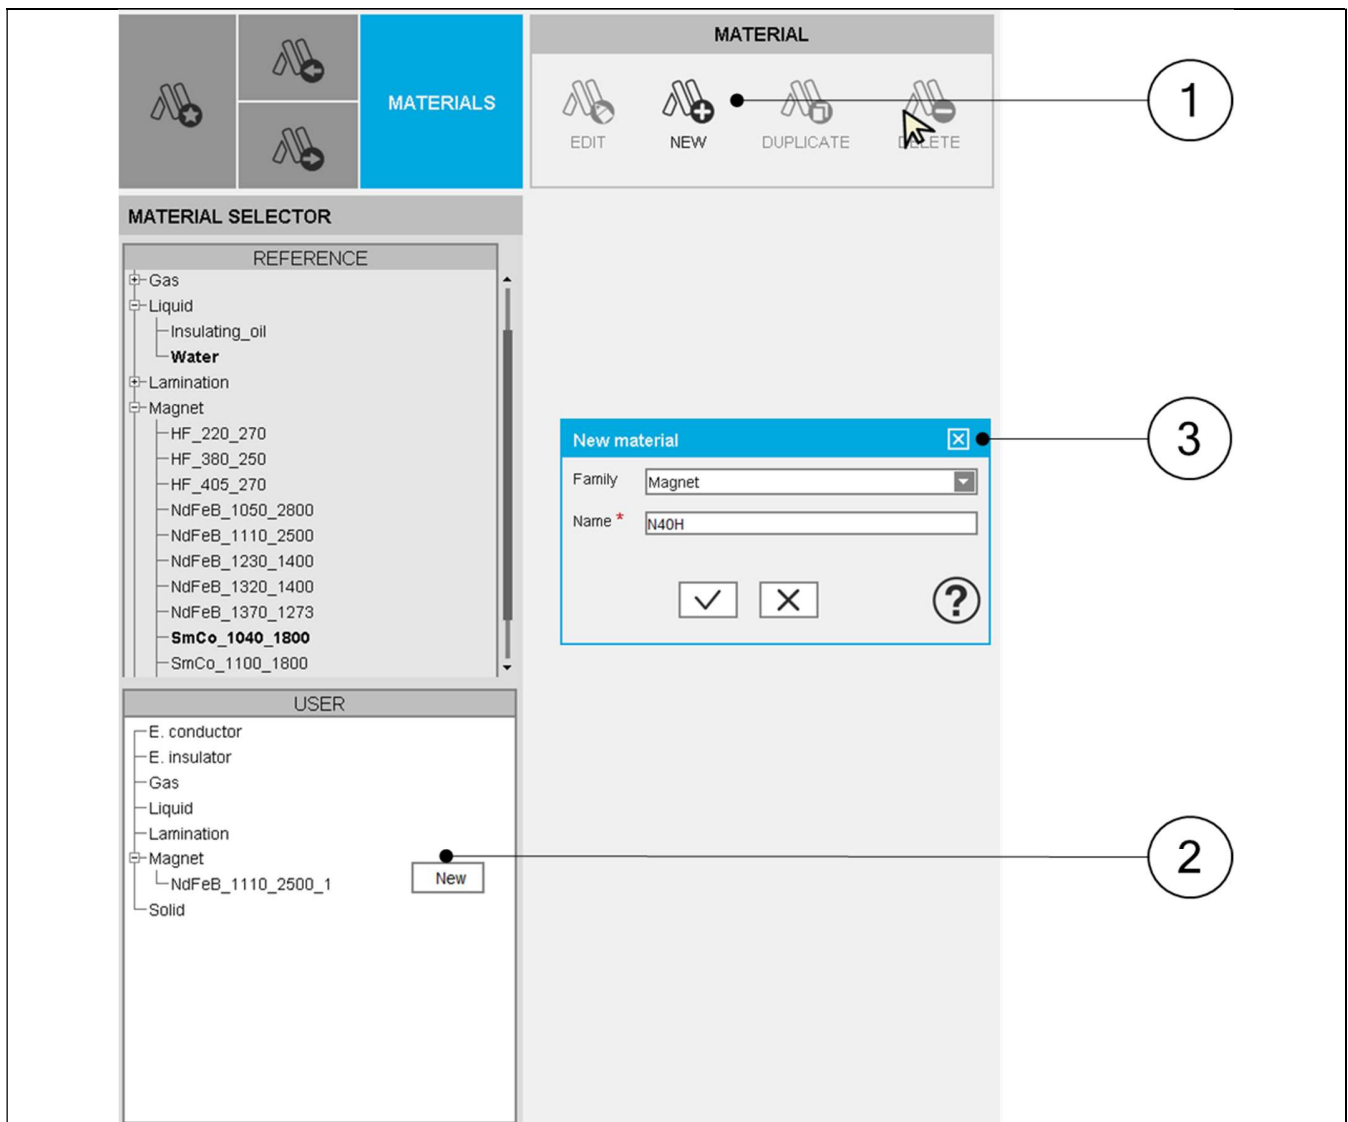 MATERIALS
MATERIAL
EDIT NEW DUPLICATE DELETE
1
MATERIAL SELECTOR
REFERENCE
Gas
Liquid
Insulating_oil
Water
Lamination
Magnet
HF_220_270
HF_380_250
HF_405_270
NdFeB_1050_2800
NdFeB_1110_2500
NdFeB_1230_1400
NdFeB_1320_1400
NdFeB_1370_1273
SmCo_1040_1800
SmCo_1100_1800
New material
3
Family Magnet
Name * N40H
?
USER
E. conductor
E. insulator
Gas
Liquid
Lamination
Magnet
NdFeB_1110_2500_1
Solid
New
2